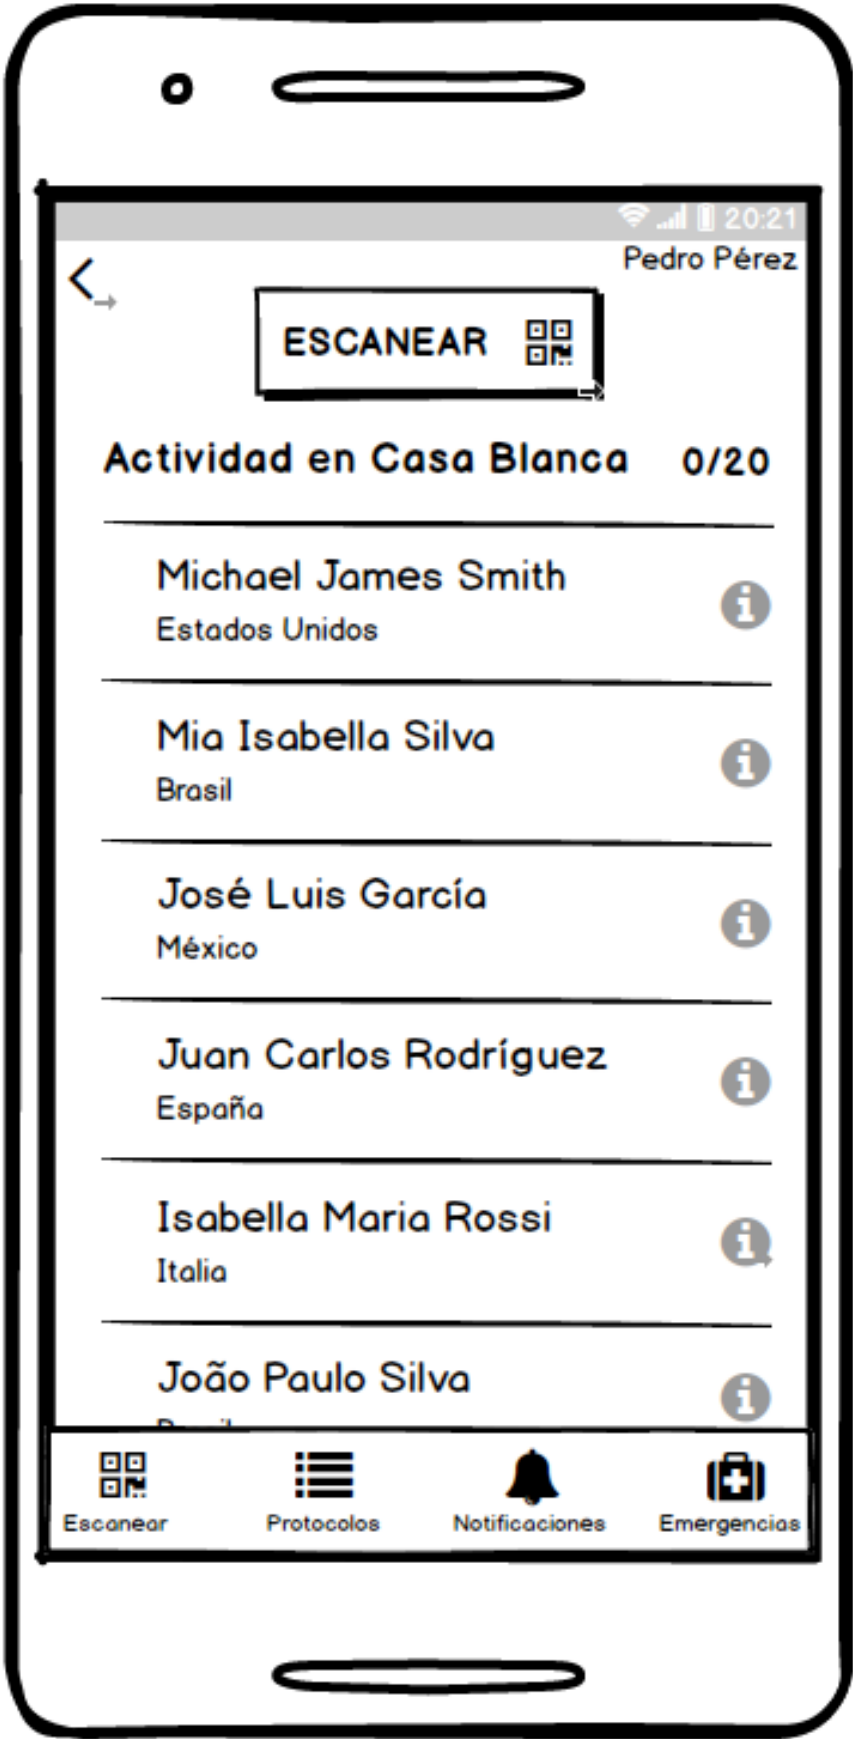 20:21
Pedro Pérez
ESCANEAR
Actividad en Casa Blanca 0/20
Michael James Smith
Estados Unidos
Mia Isabella Silva
Brasil
José Luis García
México
Juan Carlos Rodríguez
España
Isabella Maria Rossi
Italia
João Paulo Silva
Escanear Protocolos Notificaciones Emergencias